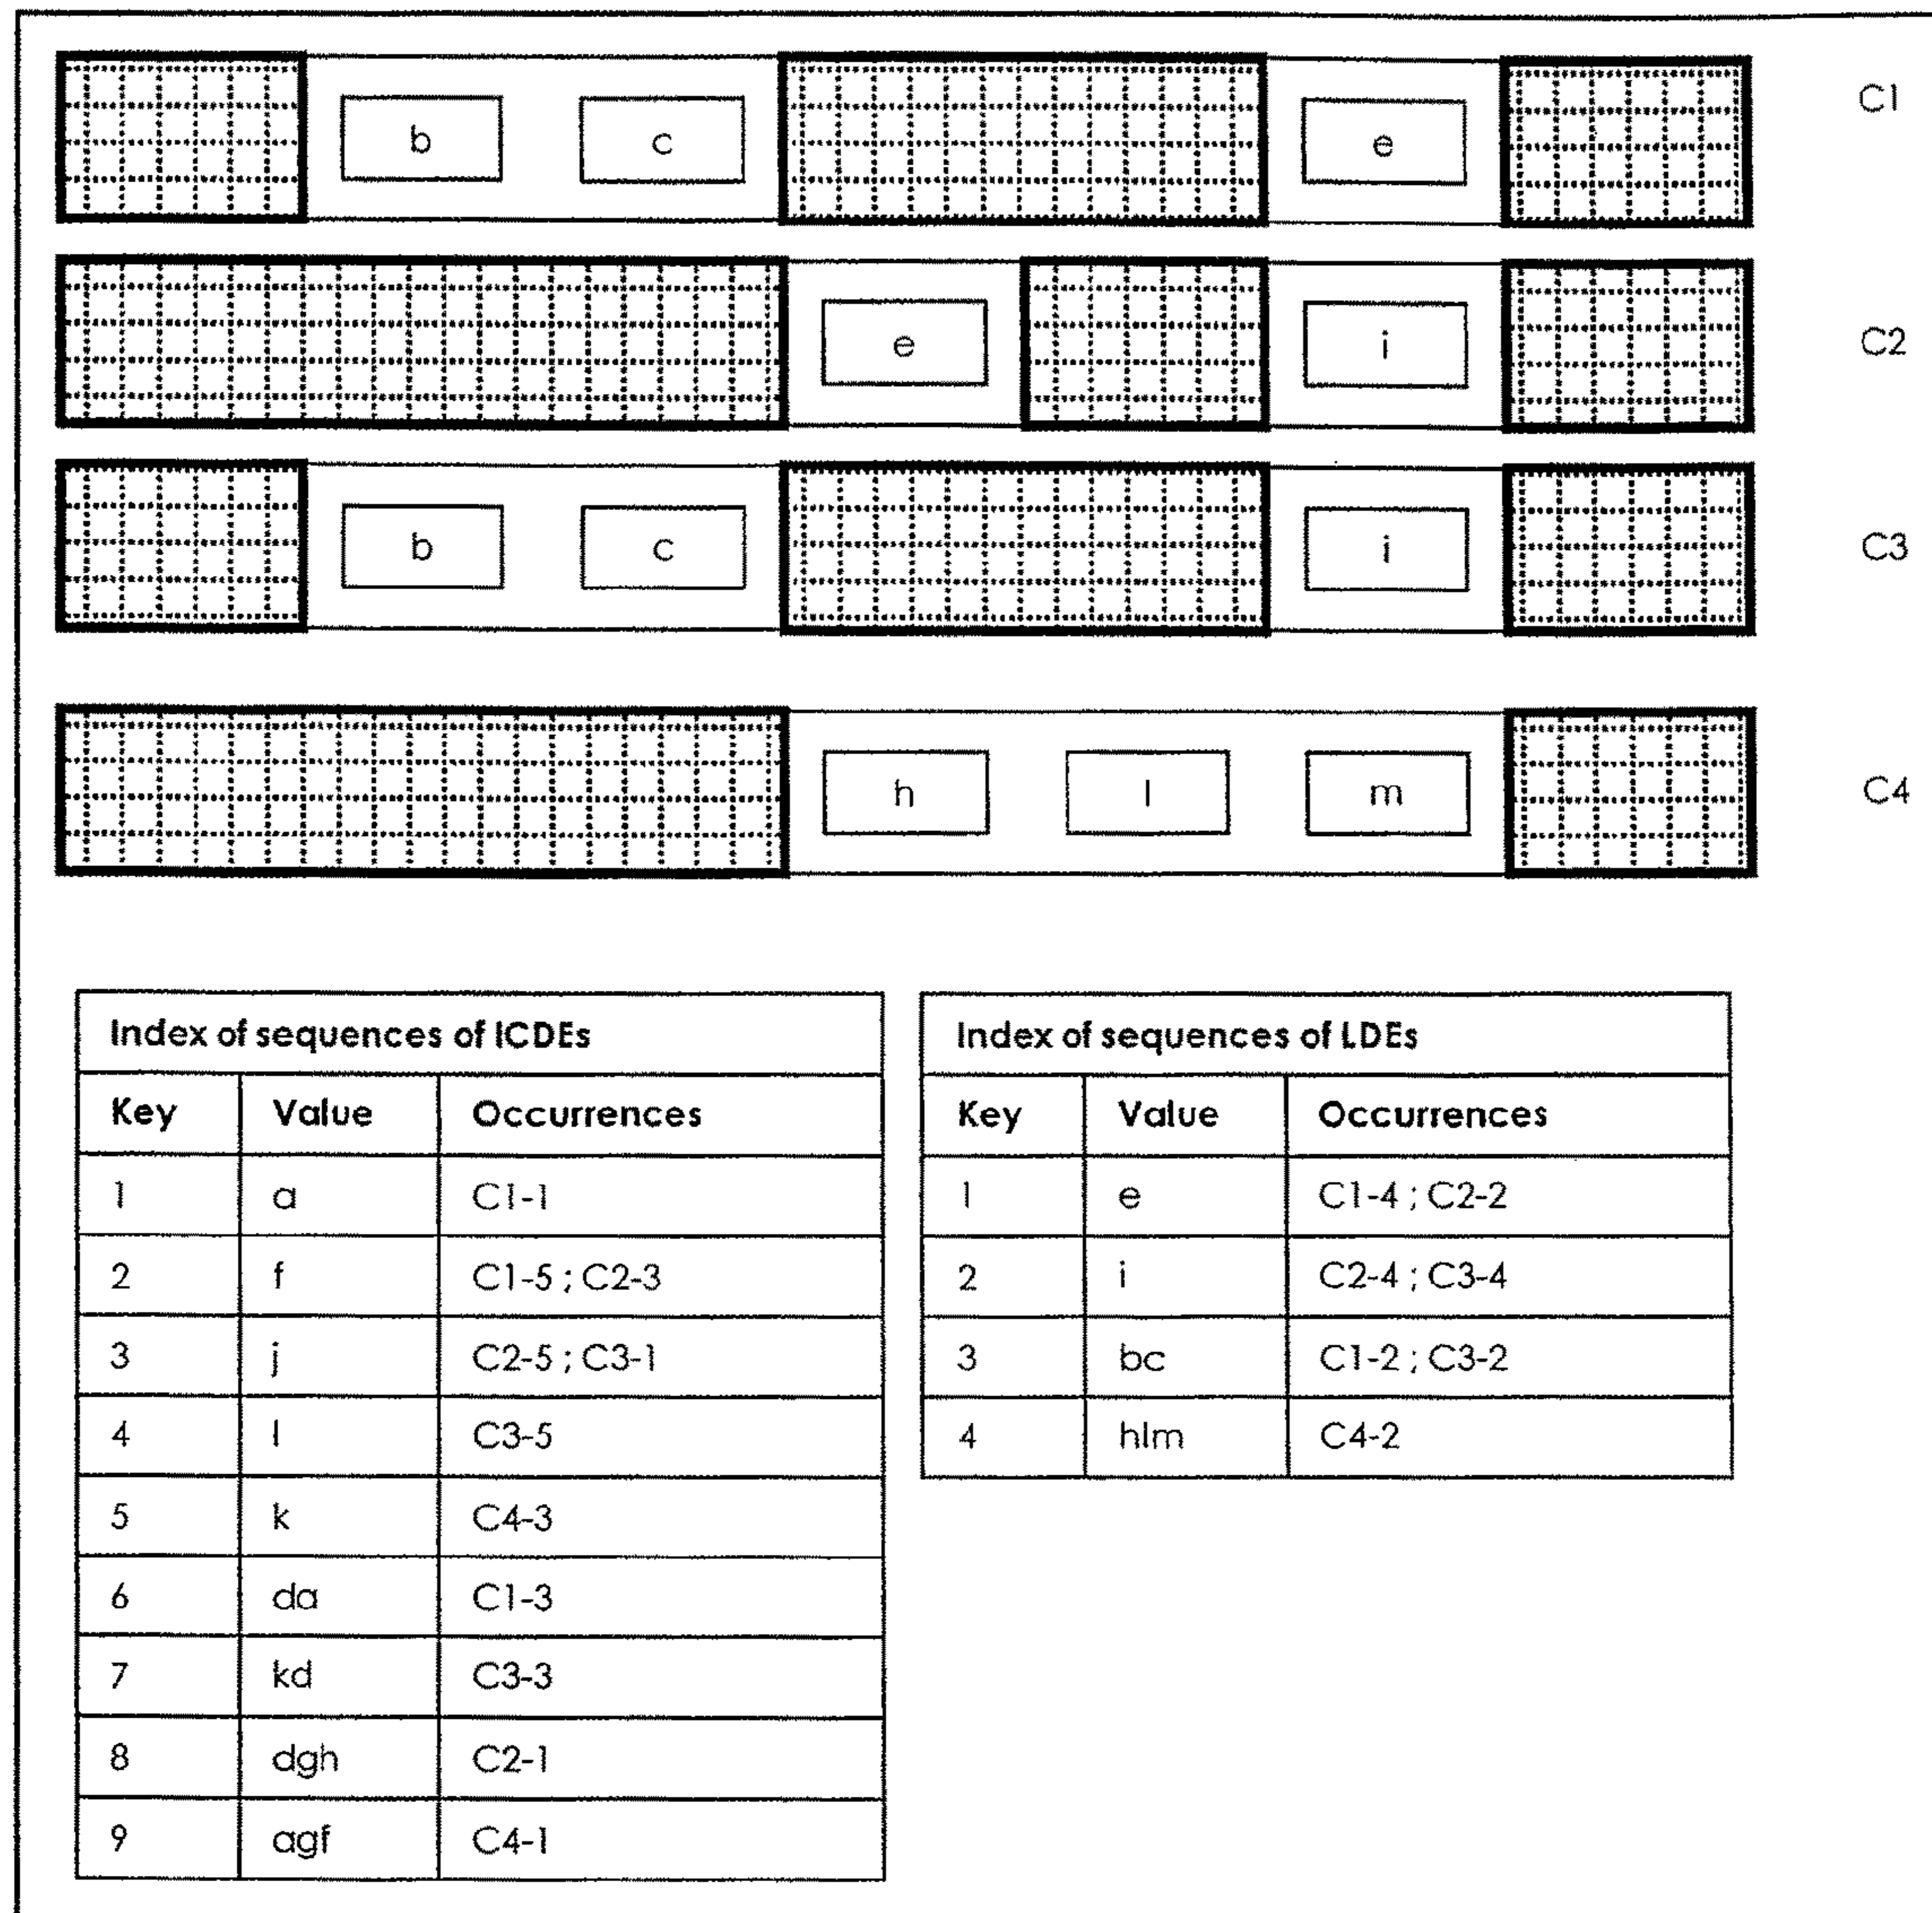 b c e C1
e i C2
b c i C3
h l m C4
Index of sequences of ICDEs
Key Value Occurrences
1 a C1-1
2 f C1-5 ; C2-3
3 j C2-5 ; C3-1
4 l C3-5
5 k C4-3
6 da C1-3
7 kd C3-3
8 dgh C2-1
9 agf C4-1
Index of sequences of LDEs
Key Value Occurrences
1 e C1-4 ; C2-2
2 i C2-4 ; C3-4
3 bc C1-2 ; C3-2
4 hlm C4-2